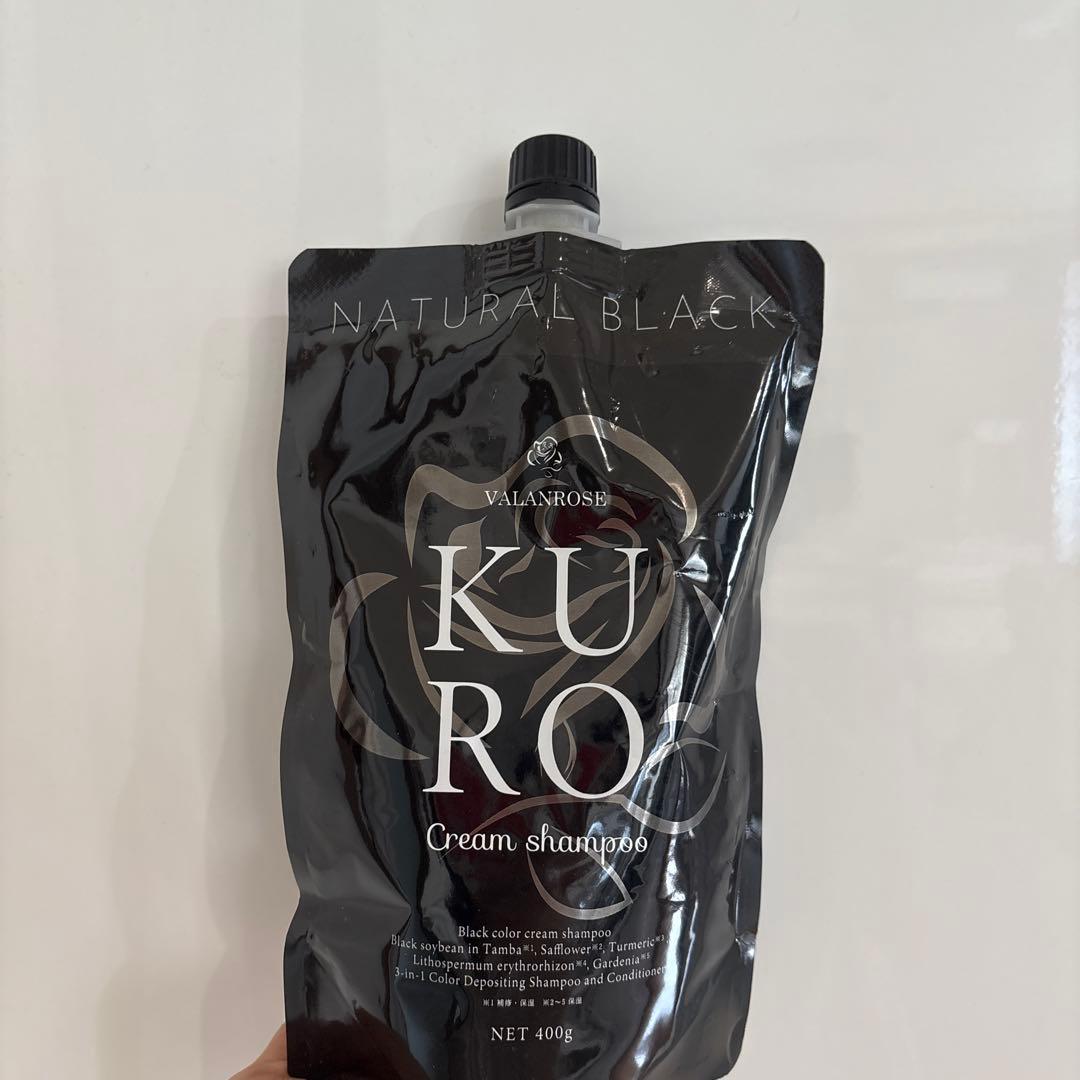 NATURAL BLACK
VALANROSE
KU
RO
Cream shampoo
Black color cream shampoo
Black soybean in Tamba※1, Safflower※2, Turmeric※3,
Lithospermum erythrorhizon※4, Gardenia※5
3-in-1 Color Depositing Shampoo and Conditioner
※1 補修・保湿 ※2～5 保湿
NET 400g